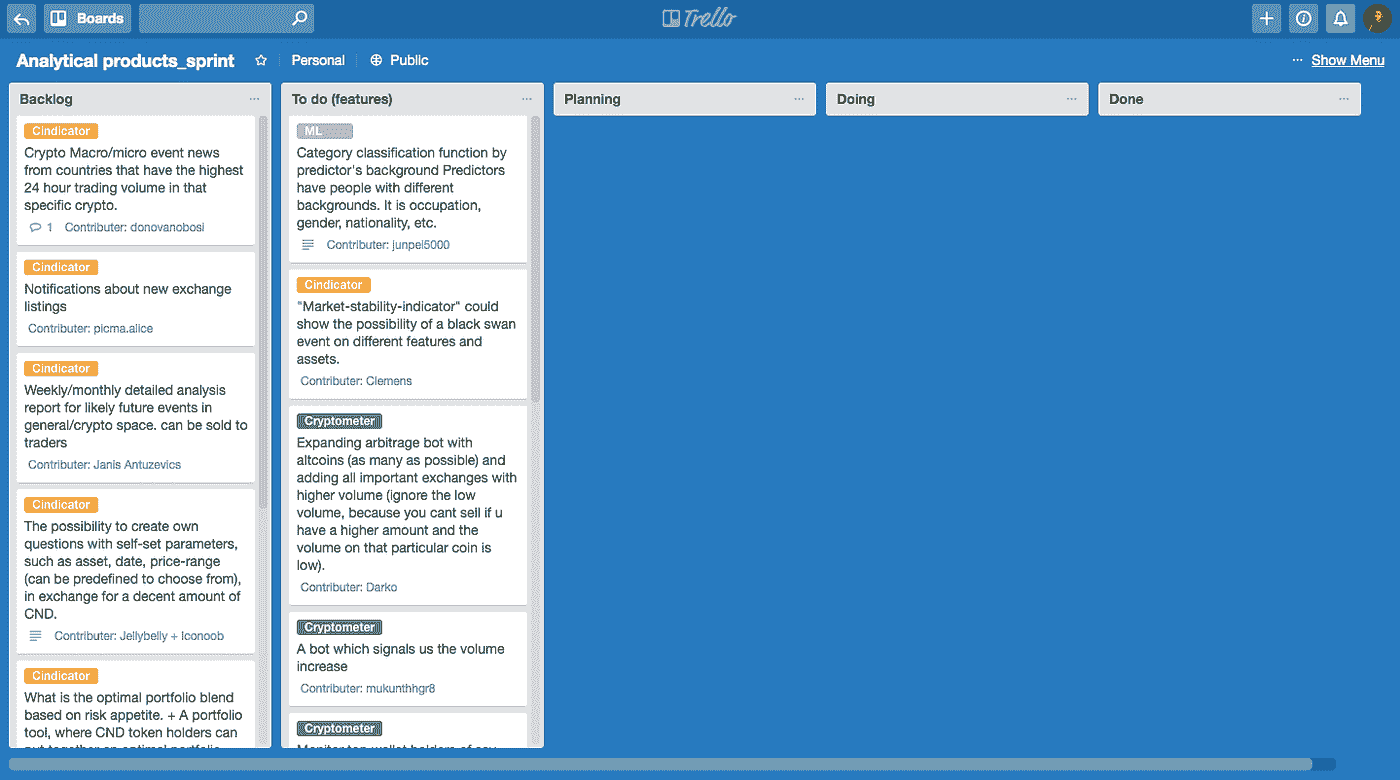 Boards
Trello
Analytical products_sprint
Personal
Public
... Show Menu
Backlog ...
Cindicator
Crypto Macro/micro event news
from countries that have the highest
24 hour trading volume in that
specific crypto.
1 Contributer: donovanobosi
Cindicator
Notifications about new exchange
listings
Contributer: picma.alice
Cindicator
Weekly/monthly detailed analysis
report for likely future events in
general/crypto space. can be sold to
traders
Contributer: Janis Antuzevics
Cindicator
The possibility to create own
questions with self-set parameters,
such as asset, date, price-range
(can be predefined to choose from),
in exchange for a decent amount of
CND.
Contributer: Jellybelly + Iconoob
Cindicator
What is the optimal portfolio blend
based on risk appetite. + A portfolio
tool, where CND token holders can
put together an optimal portfolio
To do (features) ...
ML
Category classification function by
predictor's background Predictors
have people with different
backgrounds. It is occupation,
gender, nationality, etc.
Contributer: junpei5000
Cindicator
"Market-stability-indicator" could
show the possibility of a black swan
event on different features and
assets.
Contributer: Clemens
Cryptometer
Expanding arbitrage bot with
altcoins (as many as possible) and
adding all important exchanges with
higher volume (ignore the low
volume, because you cant sell if u
have a higher amount and the
volume on that particular coin is
low).
Contributer: Darko
Cryptometer
A bot which signals us the volume
increase
Contributer: mukunthhgr8
Cryptometer
Monitor top wallet holders of any
Planning ...
Doing ...
Done ...